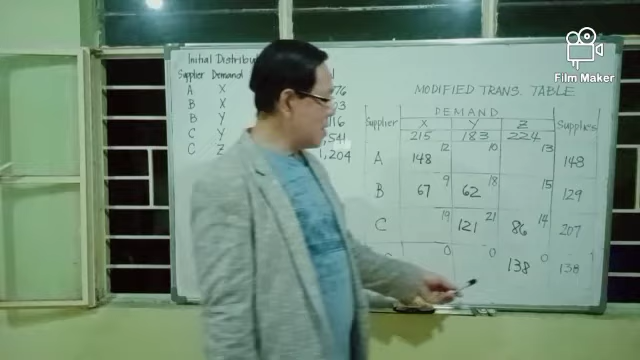 Film Maker
Initial Distribu
Supplier Demand
A X 76
B X 93
B Y 116
C Y ,541
C Z 1,204
MODIFIED TRANS. TABLE
DEMAND
Supplier X Y Z Supplies
215 183 224
A 148 12 10 13 148
B 67 9 62 18 15 129
C 19 121 21 86 14 207
0 0 138 0 138